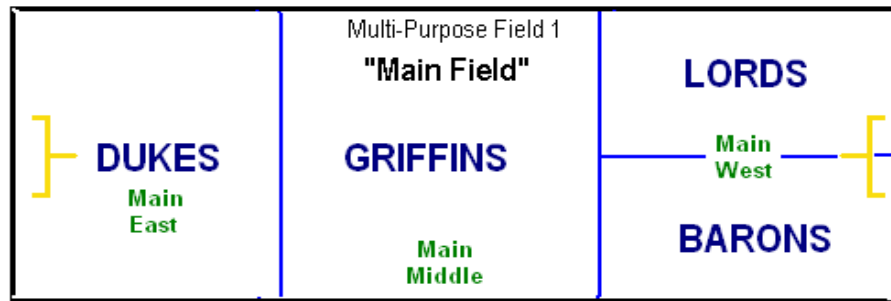 Multi-Purpose Field 1
"Main Field"
LORDS
DUKES
GRIFFINS
Main
West
Main
East
BARONS
Main
Middle